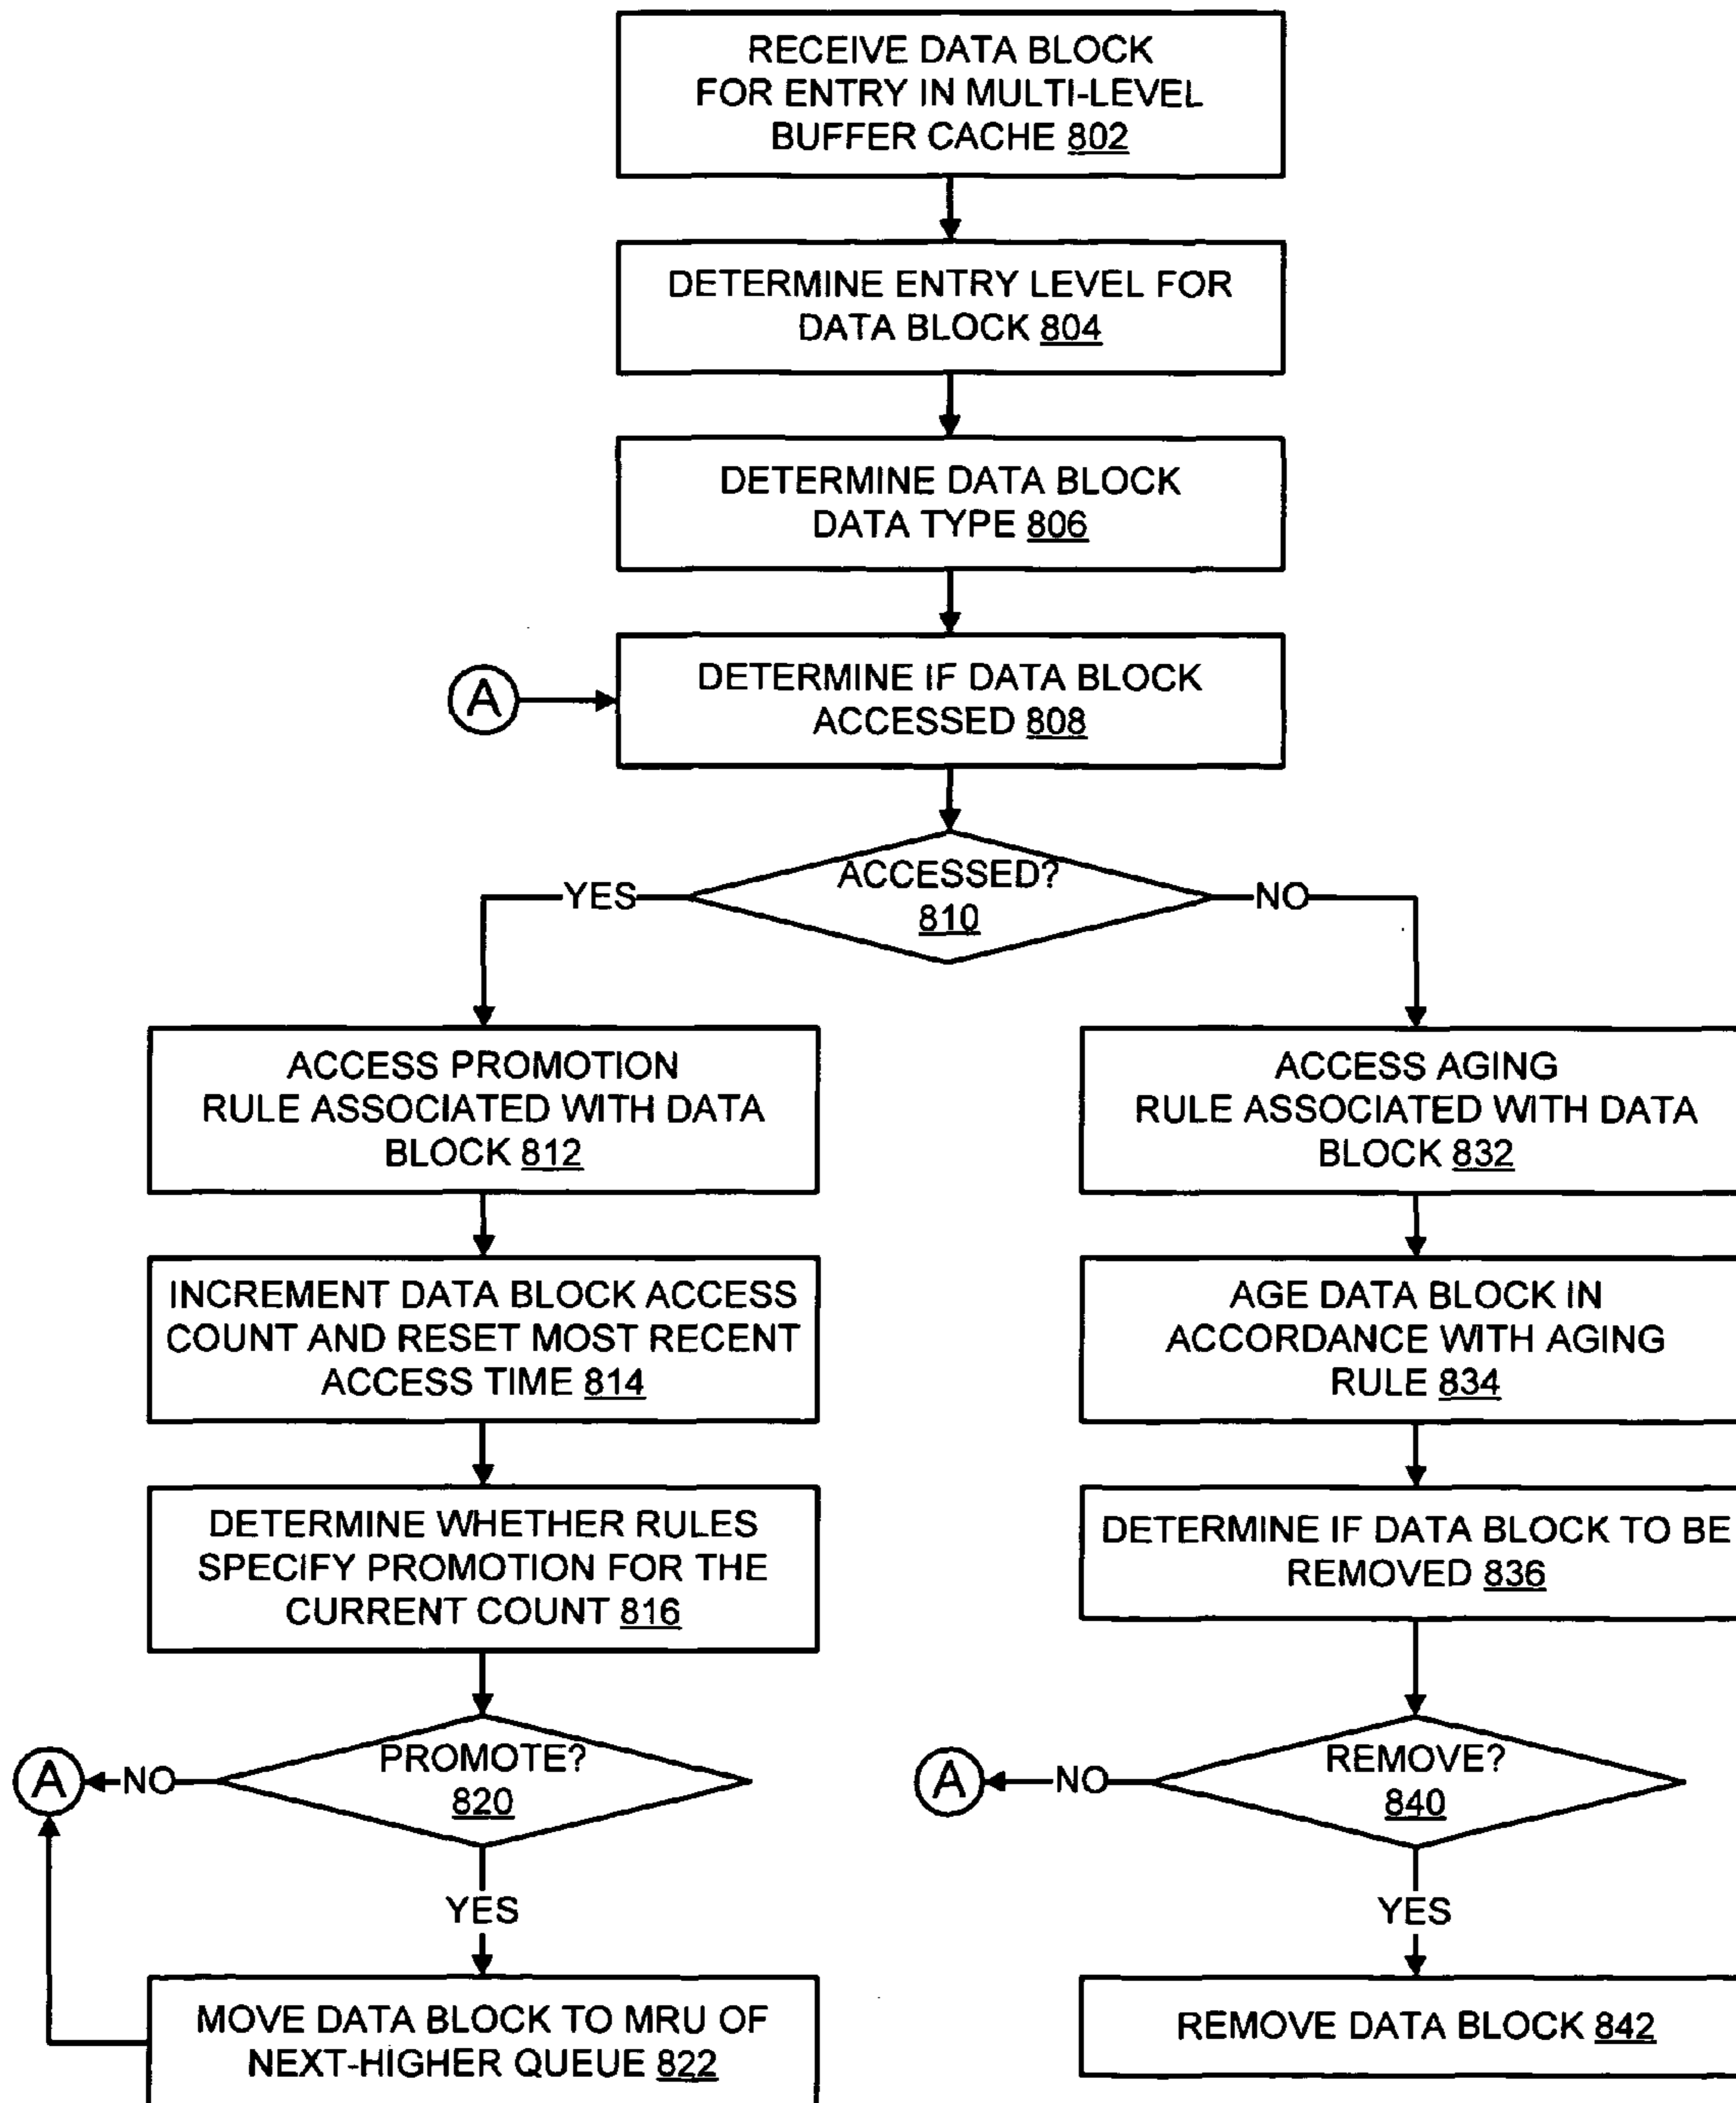 RECEIVE DATA BLOCK
FOR ENTRY IN MULTI-LEVEL
BUFFER CACHE 802
DETERMINE ENTRY LEVEL FOR
DATA BLOCK 804
DETERMINE DATA BLOCK
DATA TYPE 806
A
DETERMINE IF DATA BLOCK
ACCESSED 808
ACCESSED?
810
YES
NO
ACCESS PROMOTION
RULE ASSOCIATED WITH DATA
BLOCK 812
INCREMENT DATA BLOCK ACCESS
COUNT AND RESET MOST RECENT
ACCESS TIME 814
DETERMINE WHETHER RULES
SPECIFY PROMOTION FOR THE
CURRENT COUNT 816
PROMOTE?
820
NO
A
YES
MOVE DATA BLOCK TO MRU OF
NEXT-HIGHER QUEUE 822
ACCESS AGING
RULE ASSOCIATED WITH DATA
BLOCK 832
AGE DATA BLOCK IN
ACCORDANCE WITH AGING
RULE 834
DETERMINE IF DATA BLOCK TO BE
REMOVED 836
REMOVE?
840
NO
A
YES
REMOVE DATA BLOCK 842